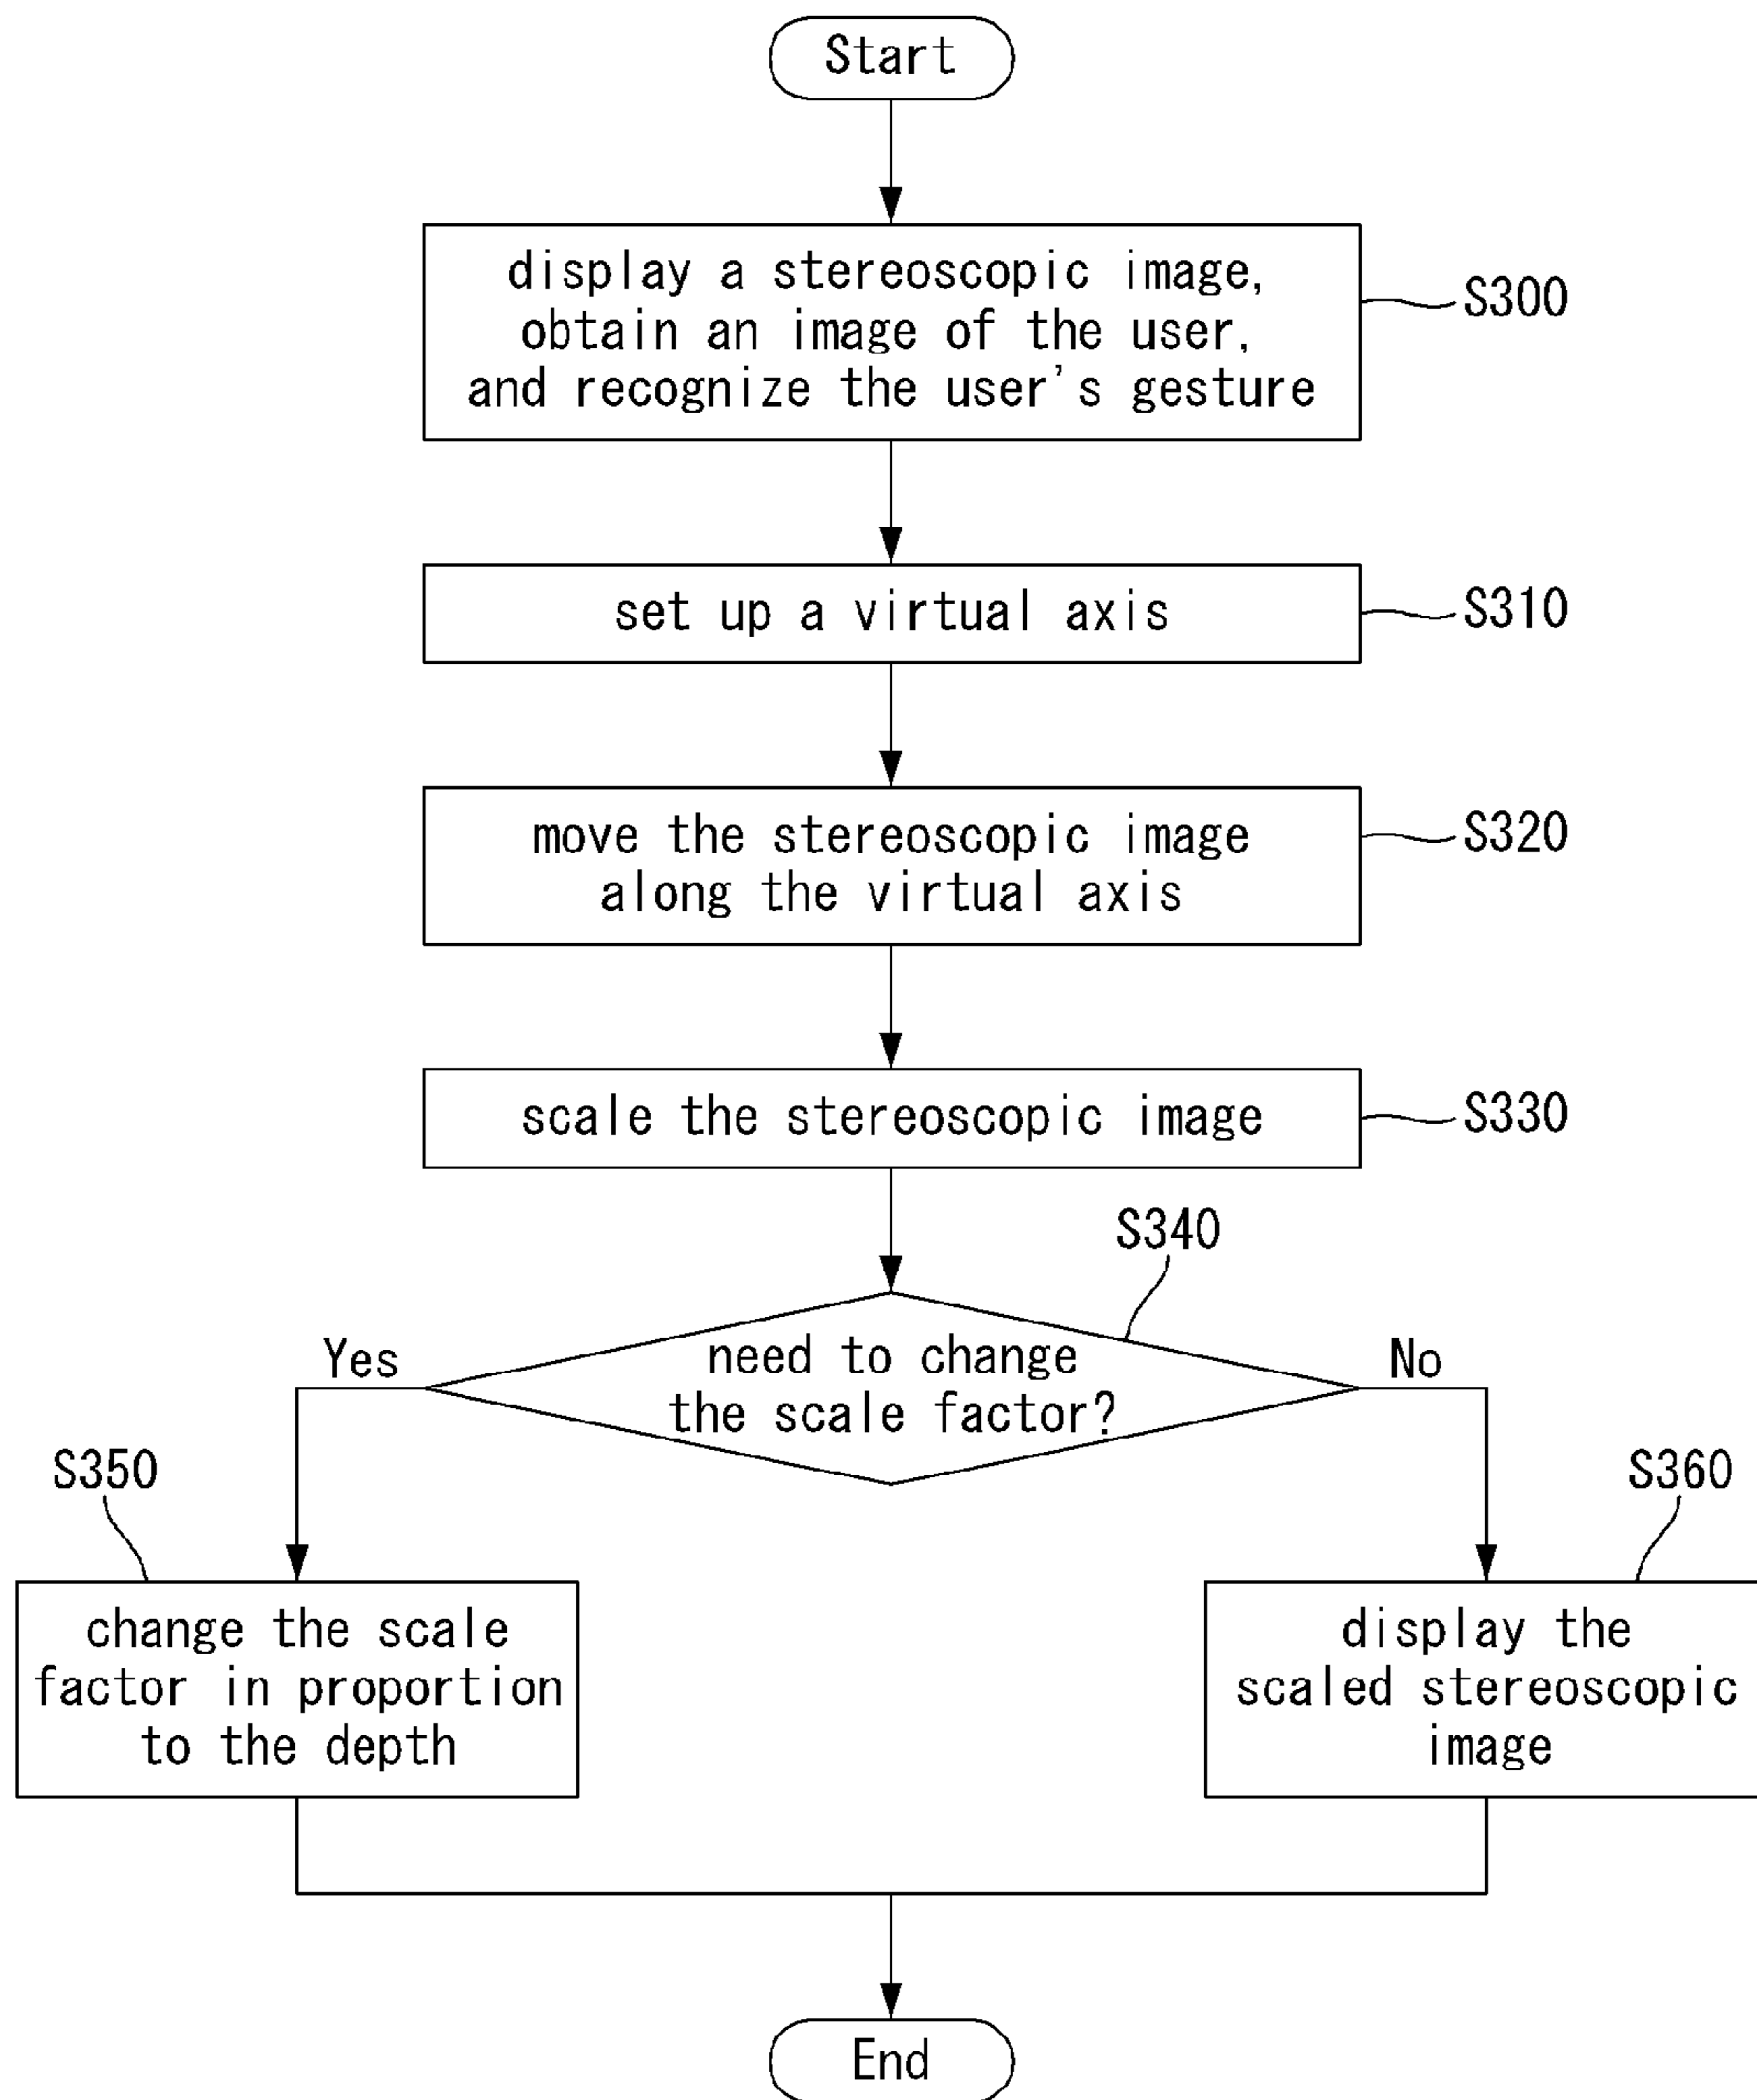 Start
display a stereoscopic image,
obtain an image of the user,
and recognize the user's gesture
S300
set up a virtual axis
S310
move the stereoscopic image
along the virtual axis
S320
scale the stereoscopic image
S330
S340
need to change
the scale factor?
Yes
No
S350
change the scale
factor in proportion
to the depth
S360
display the
scaled stereoscopic
image
End